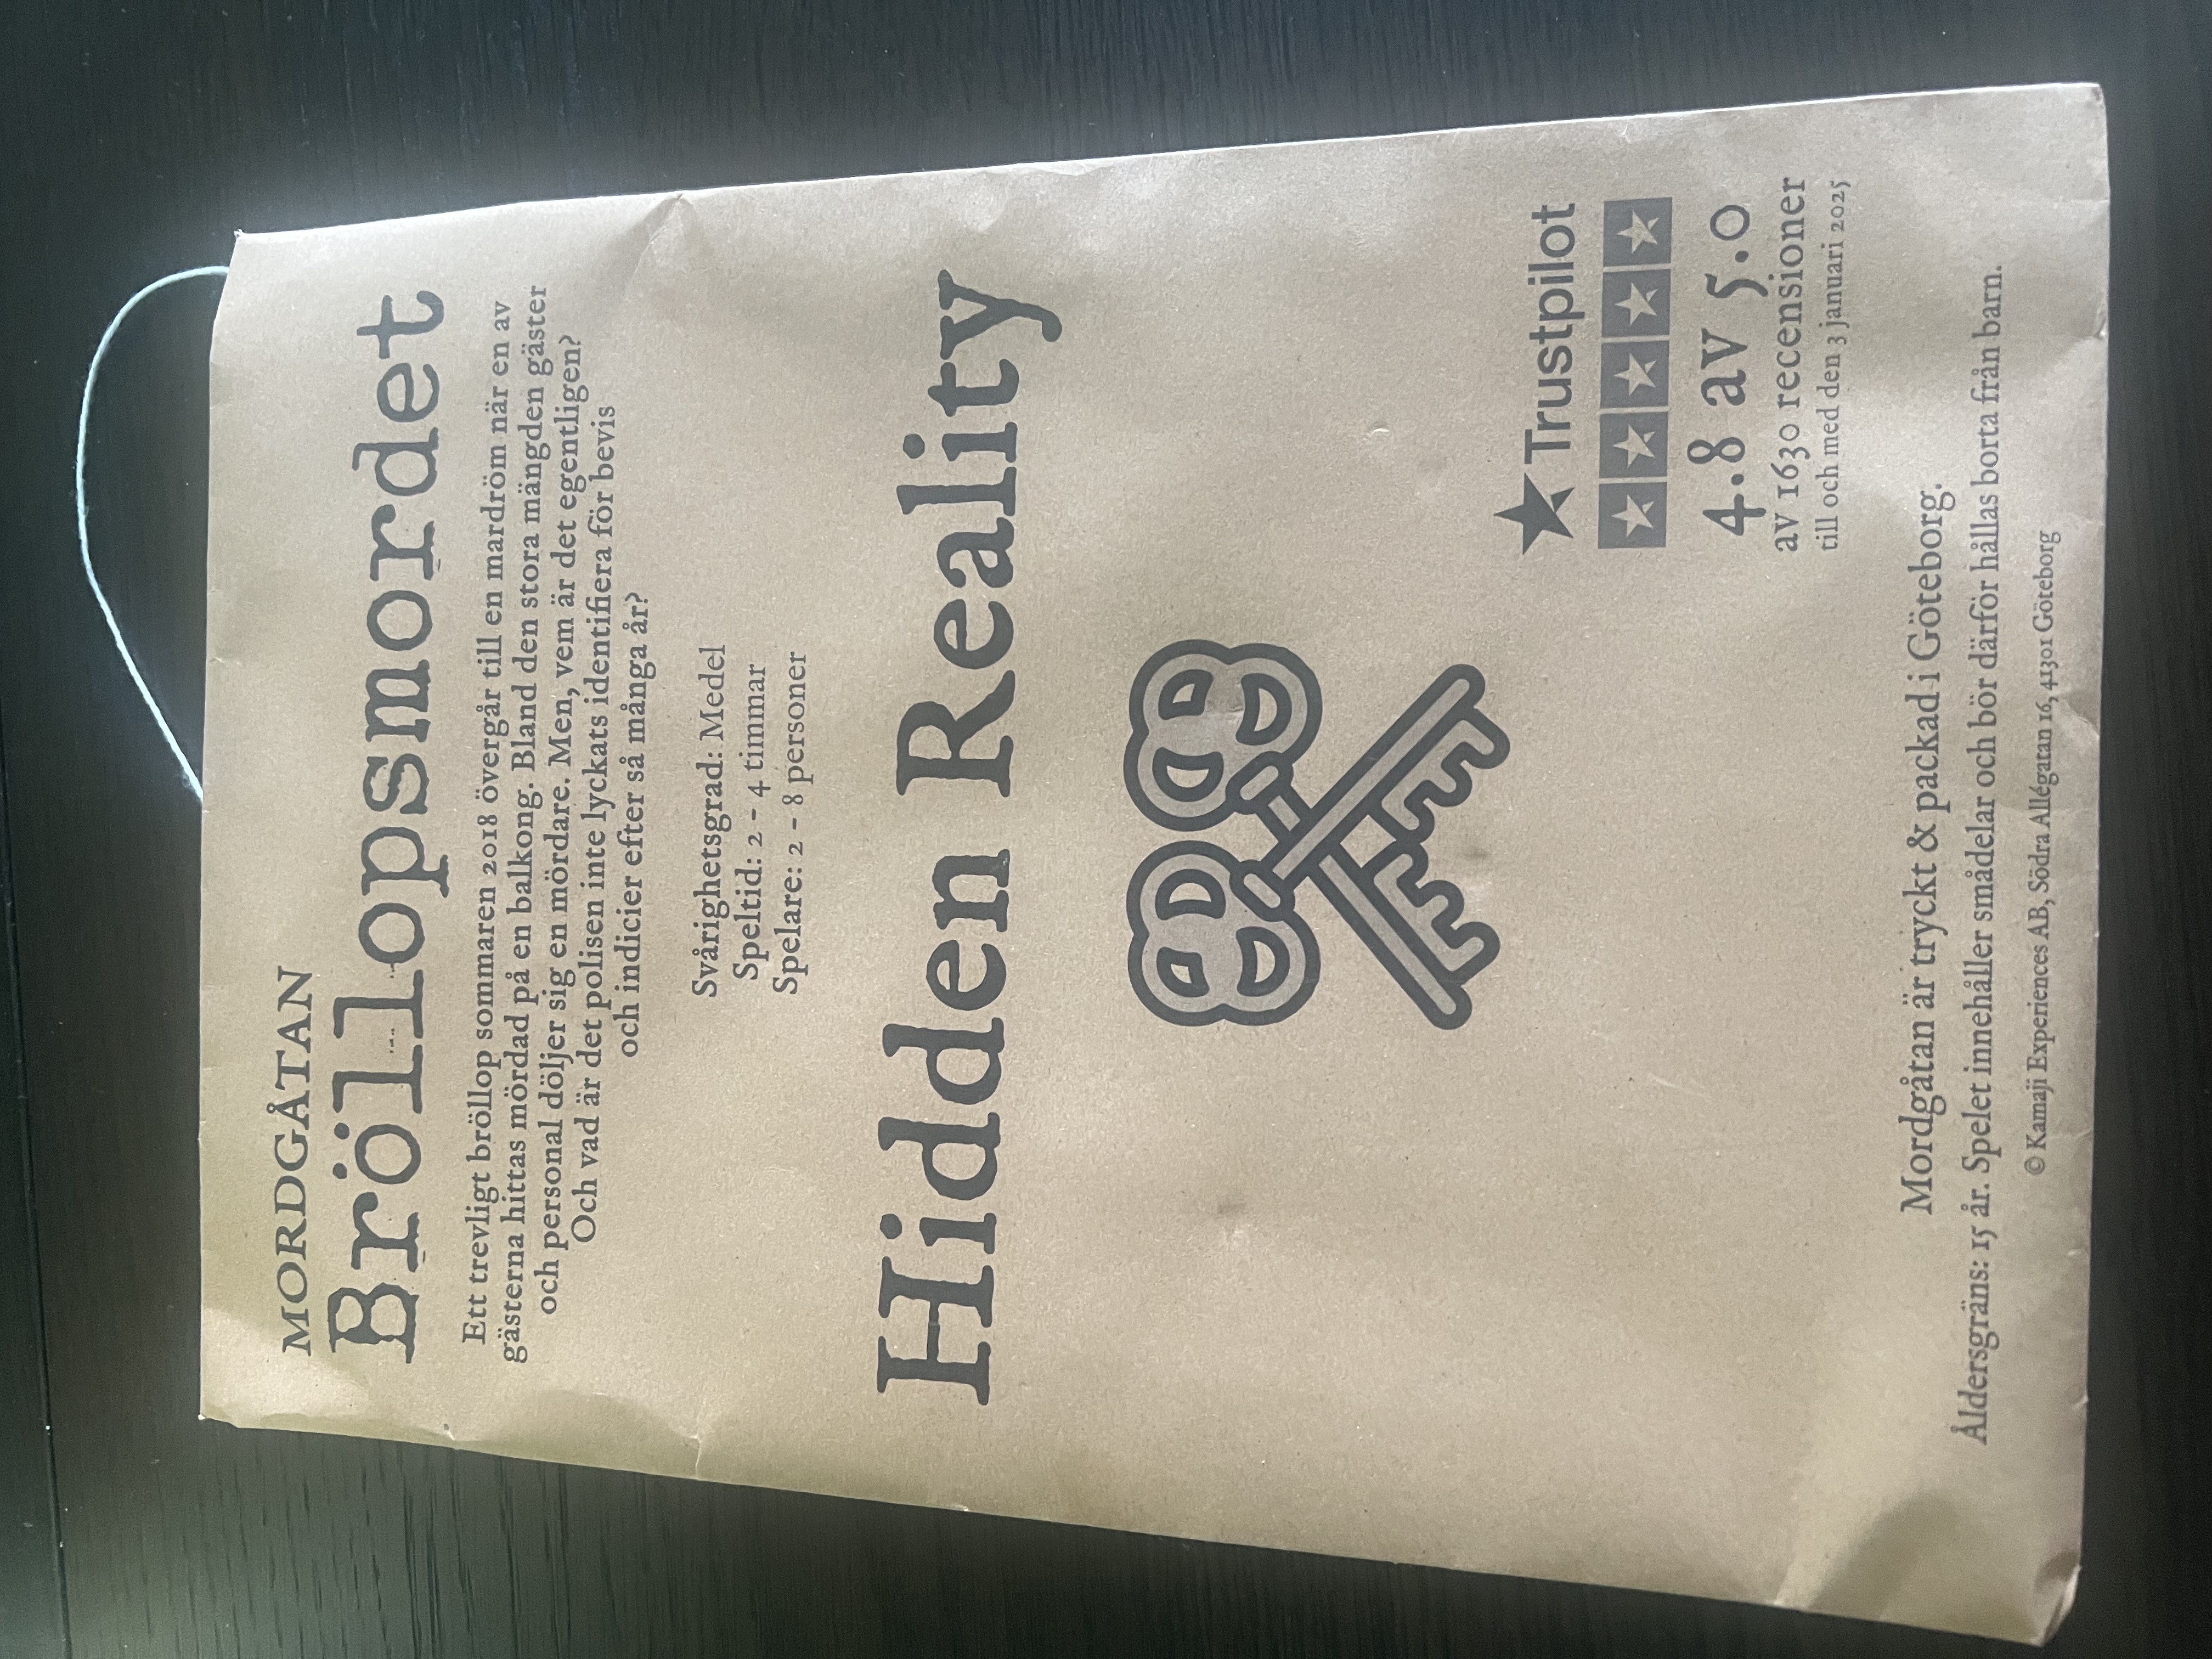 MORDGÅTAN
Bröllopsmordet
Ett trevligt bröllop sommaren 2018 övergår till en mardröm när en av
gästerna hittas mördad på en balkong. Bland den stora mängden gäster
och personal döljer sig en mördare. Men, vem är det egentligen?
Och vad är det polisen inte lyckats identifiera för bevis
och indicier efter så många år?
Svårighetsgrad: Medel
Speltid: 2 - 4 timmar
Spelare: 2 - 8 personer
Hidden Reality
Trustpilot
4.8 av 5.0
av 1630 recensioner
till och med den 3 januari 2025
Mordgåtan är tryckt & packad i Göteborg.
Åldersgräns: 15 år. Spelet innehåller smådelar och bör därför hållas borta från barn.
© Kamaji Experiences AB, Södra Allégatan 16, 41301 Göteborg